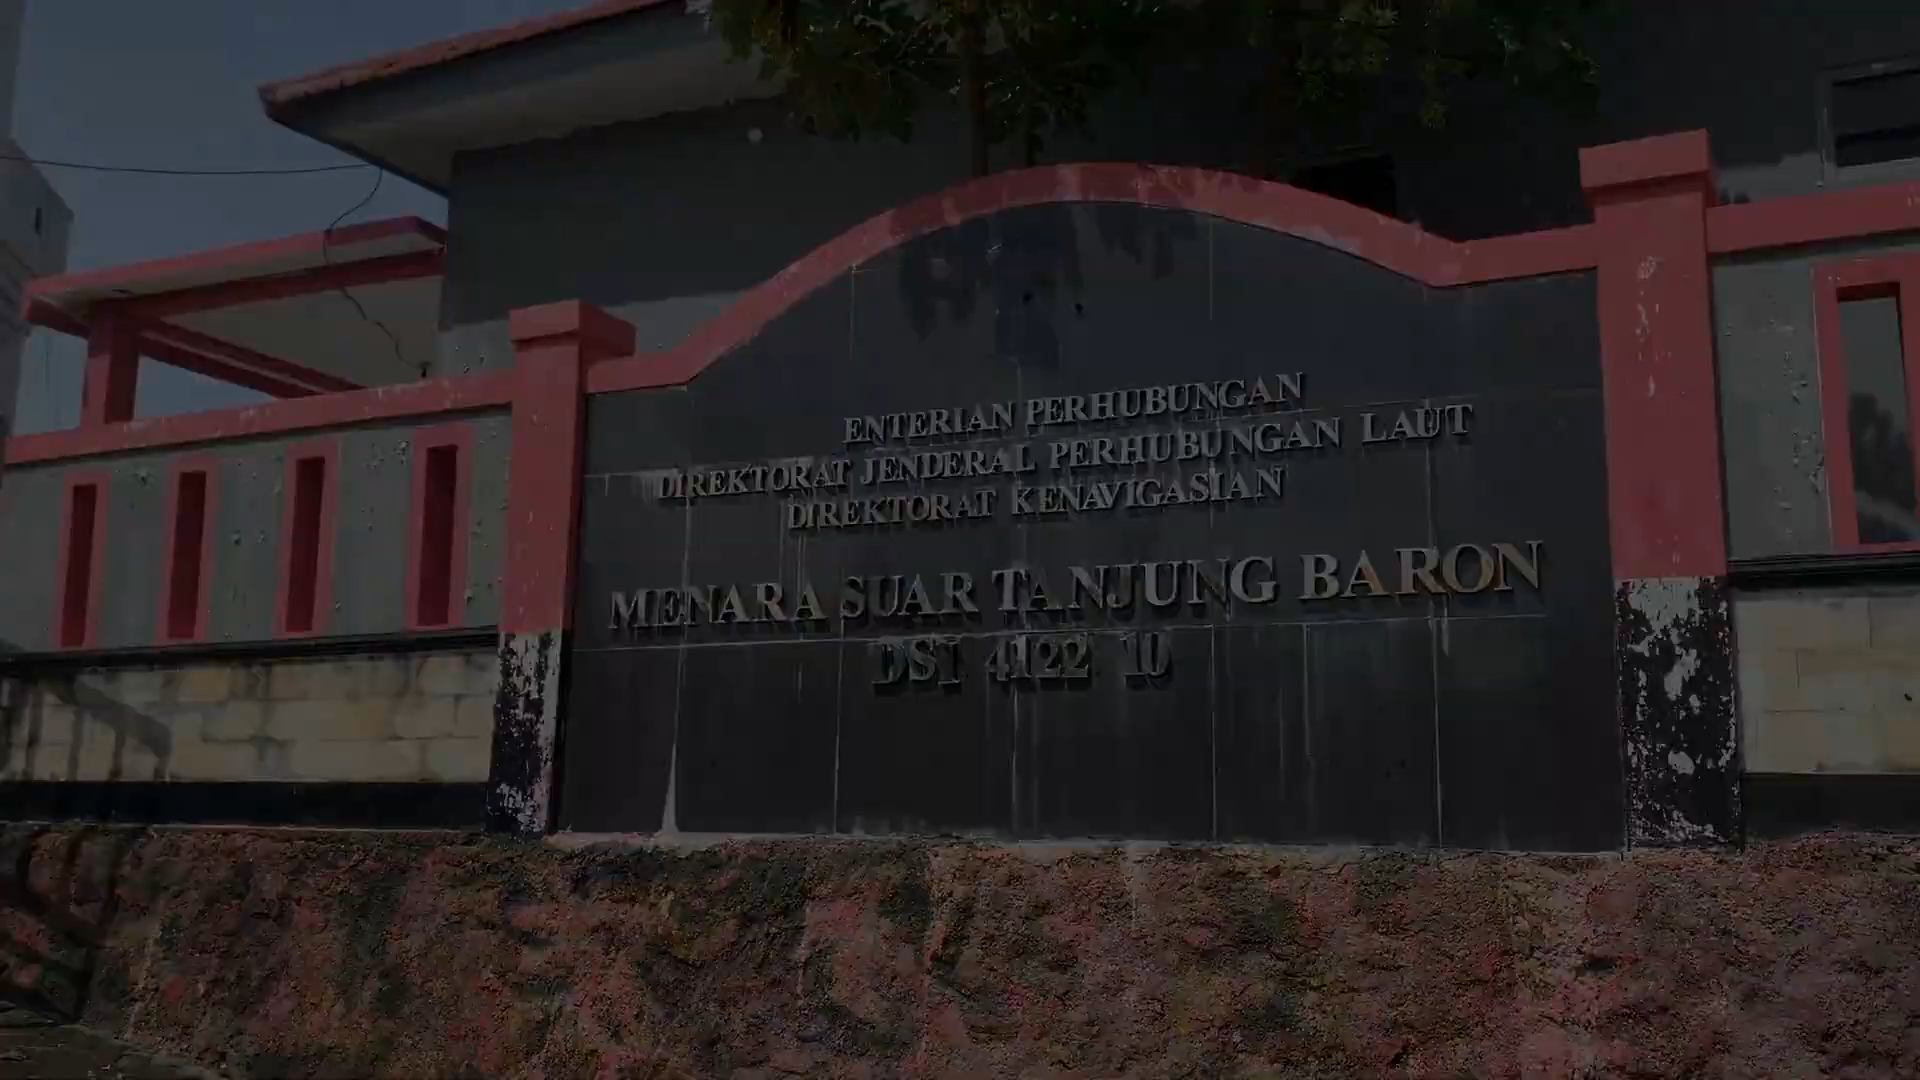 ENTERIAN PERHUBUNGAN
DIREKTORAT JENDERAL PERHUBUNGAN LAUT
DIREKTORAT KENAVIGASIAN
MENARA SUAR TANJUNG BARON
DSI 4122 10